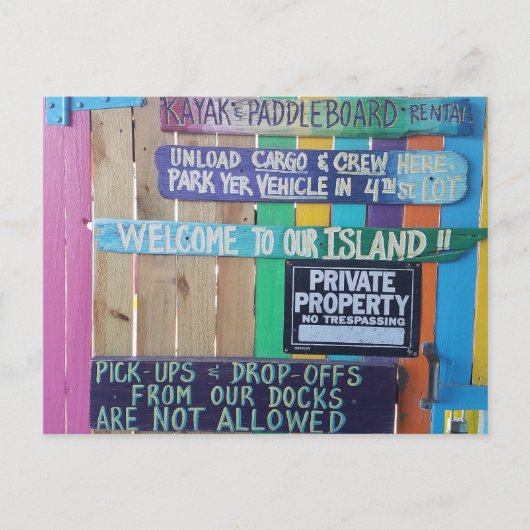 KAYAK & PADDLEBOARD • RENTAL
UNLOAD CARGO & CREW HERE.
PARK YER VEHICLE IN 4TH ST. LOT
WELCOME TO OUR ISLAND !!
PRIVATE
PROPERTY
NO TRESPASSING
PICK-UPS & DROP-OFFS
FROM OUR DOCKS
ARE NOT ALLOWED